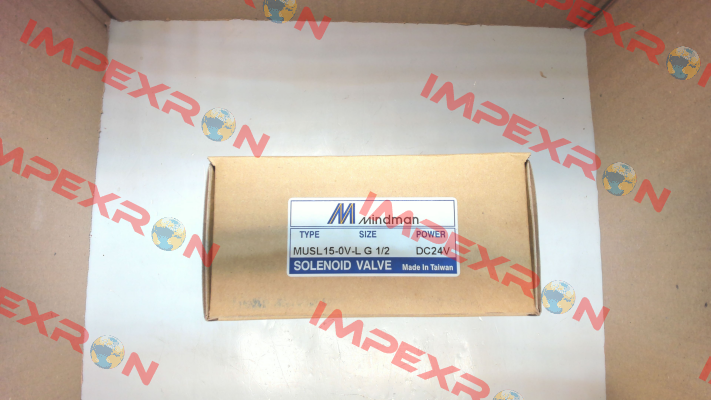 IMPEXRON
IMPEXRON
IMPEXRON
IMPEXRON
IMPEXRON
IMPEXRON
IMPEXRON
M Mindman
TYPE SIZE POWER
MUSL15-0V-L G 1/2 DC24V
SOLENOID VALVE Made In Taiwan